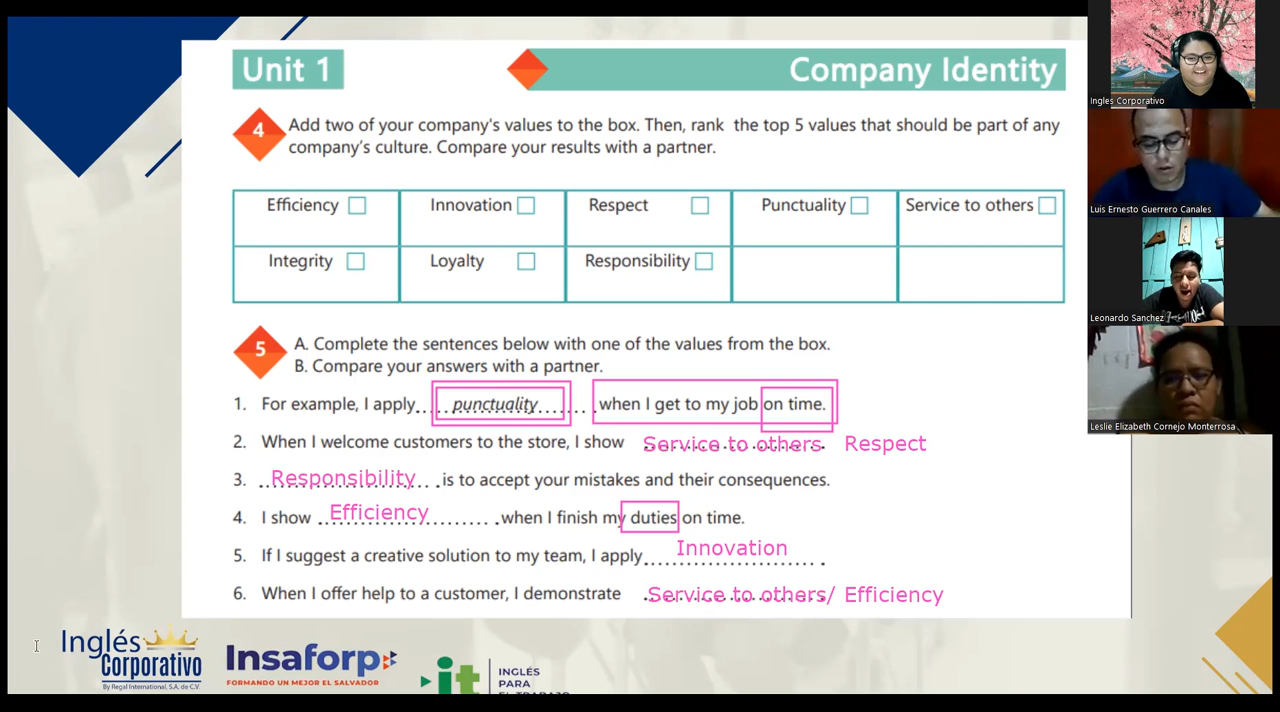 Unit 1
Company Identity
4
Add two of your company's values to the box. Then, rank the top 5 values that should be part of any
company's culture. Compare your results with a partner.
Efficiency
Innovation
Respect
Punctuality
Service to others
Integrity
Loyalty
Responsibility
5
A. Complete the sentences below with one of the values from the box.
B. Compare your answers with a partner.
1. For example, I apply punctuality when I get to my job on time.
2. When I welcome customers to the store, I show Service to others Respect
3. Responsibility is to accept your mistakes and their consequences.
4. I show Efficiency when I finish my duties on time.
5. If I suggest a creative solution to my team, I apply Innovation
6. When I offer help to a customer, I demonstrate Service to others/ Efficiency
Inglés
Corporativo
By Regal International, S.A. de C.V.
Insaforp
FORMANDO UN MEJOR EL SALVADOR
it
INGLÉS
PARA
EL TRABAJO
Ingles Corporativo
Luis Ernesto Guerrero Canales
Leonardo Sanchez
Leslie Elizabeth Cornejo Monterrosa